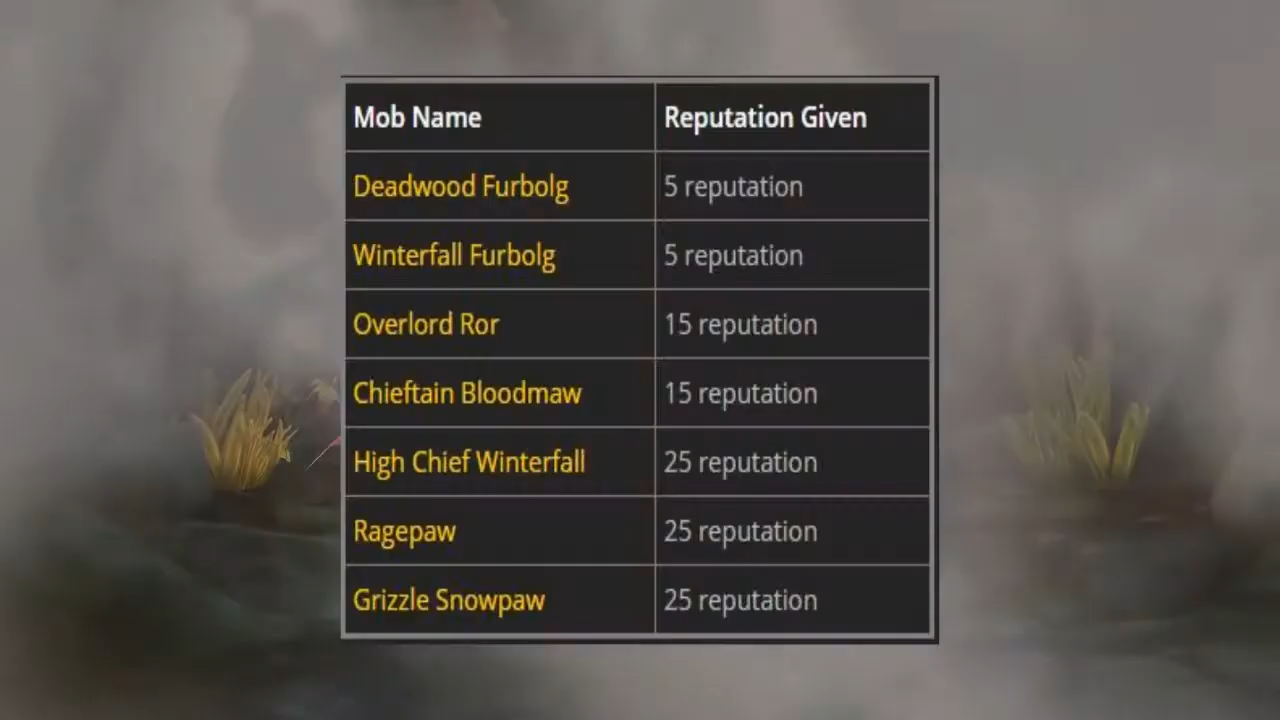 Mob Name Reputation Given
Deadwood Furbolg 5 reputation
Winterfall Furbolg 5 reputation
Overlord Ror 15 reputation
Chieftain Bloodmaw 15 reputation
High Chief Winterfall 25 reputation
Ragepaw 25 reputation
Grizzle Snowpaw 25 reputation